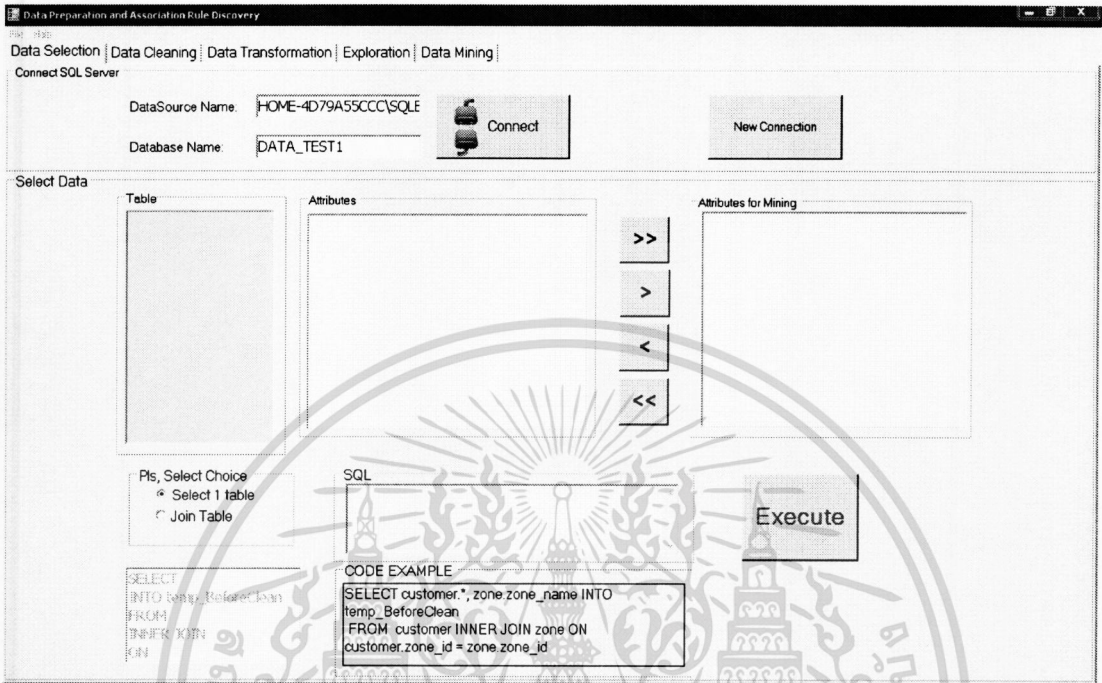 Data Preparation and Association Rule Discovery
File Help
Data Selection Data Cleaning Data Transformation Exploration Data Mining
Connect SQL Server
DataSource Name: HOME-4D79A55CCC\SQLE
Connect
New Connection
Database Name: DATA_TEST1
Select Data
Table
Attributes
Attributes for Mining
>>
>
<
<<
Pls, Select Choice
Select 1 table
Join Table
SQL
Execute
SELECT
INTO temp_BeforeClean
FROM
INNER JOIN
ON
CODE EXAMPLE
SELECT customer.*, zone.zone_name INTO
temp_BeforeClean
FROM customer INNER JOIN zone ON
customer.zone_id = zone.zone_id